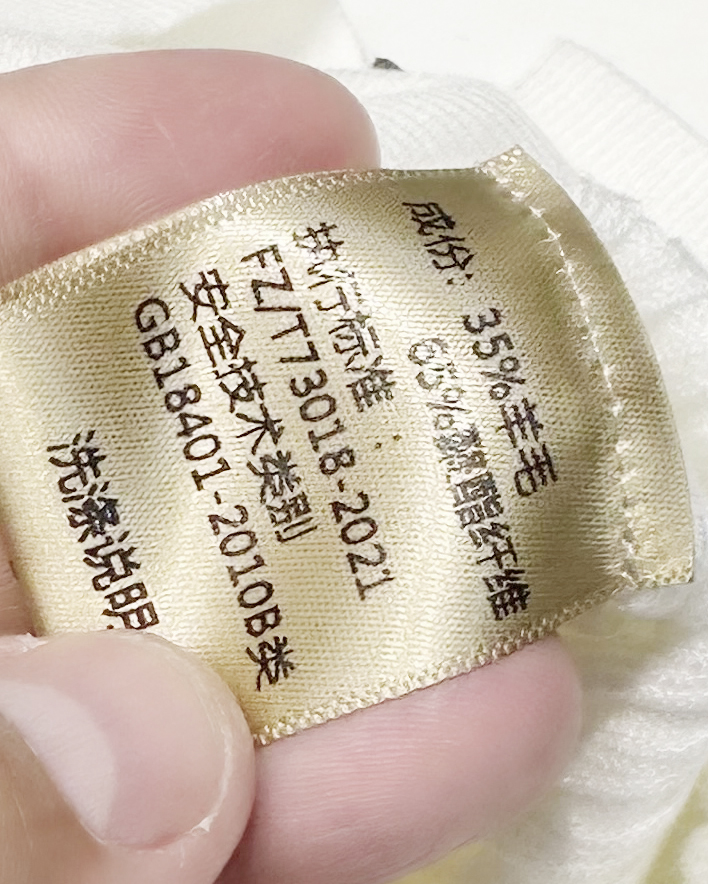 成份: 35%羊毛
65%聚酯纤维
执行标准:
FZ/T73018-2021
安全技术类别
GB18401-2010B类
洗涤说明